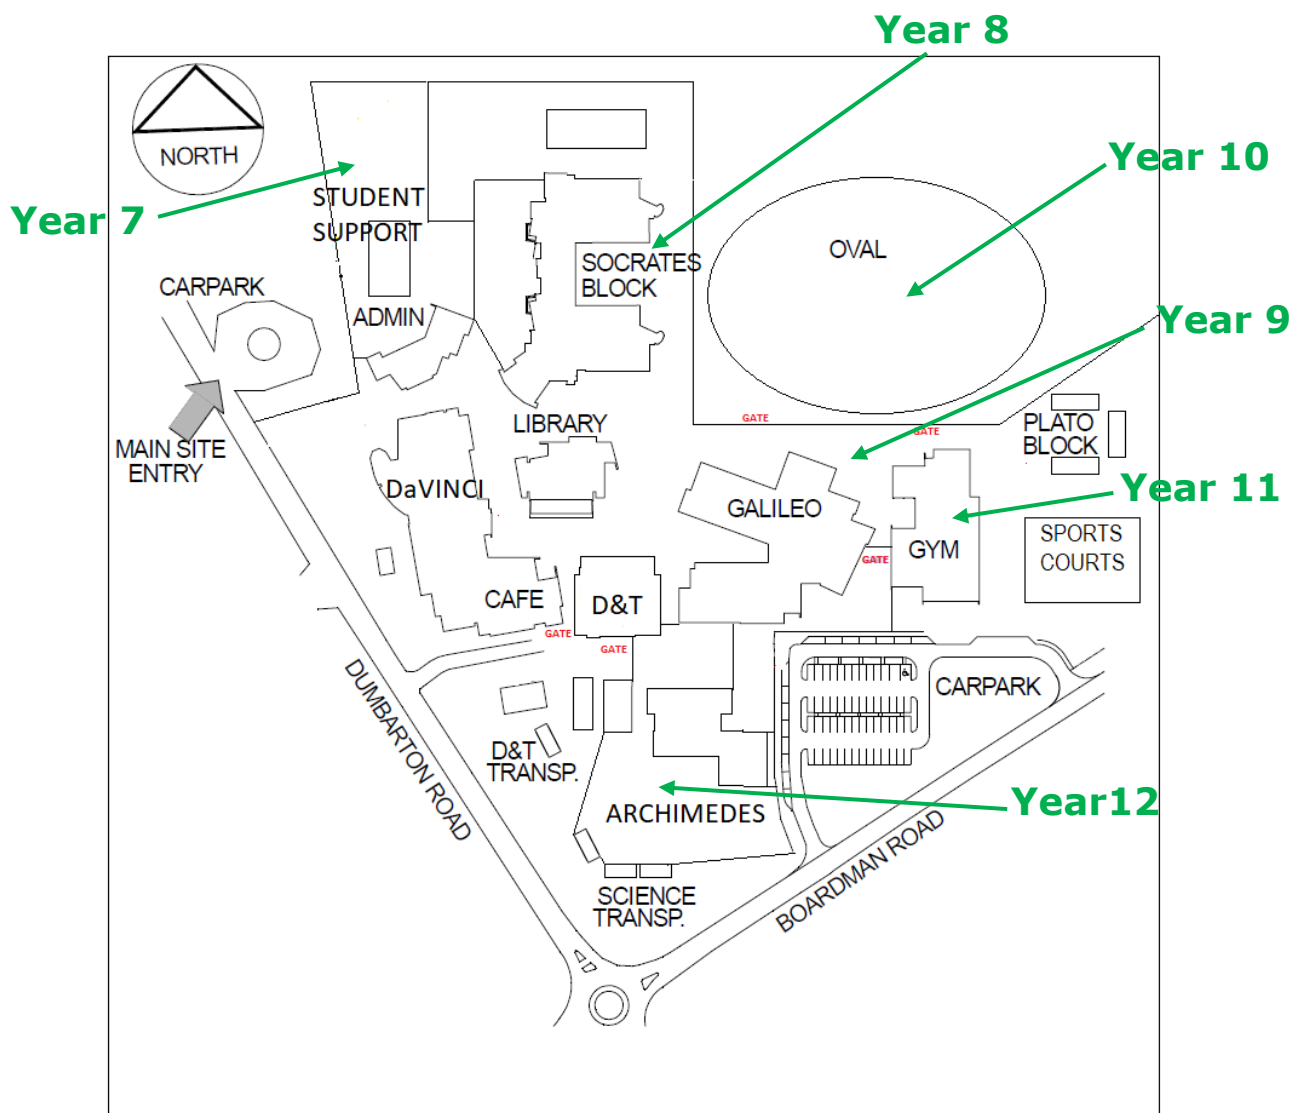 Year 8
Year 10
NORTH
STUDENT
SUPPORT
Year 7
OVAL
SOCRATES
BLOCK
CARPARK
ADMIN
Year 9
GATE
GATE
LIBRARY
PLATO
BLOCK
MAIN SITE
ENTRY
DaVINCI
Year 11
GALILEO
SPORTS
COURTS
GYM
GATE
CAFE
D&T
GATE
GATE
CARPARK
DUMBARTON ROAD
D&T
TRANSP.
Year12
ARCHIMEDES
BOARDMAN ROAD
SCIENCE
TRANSP.